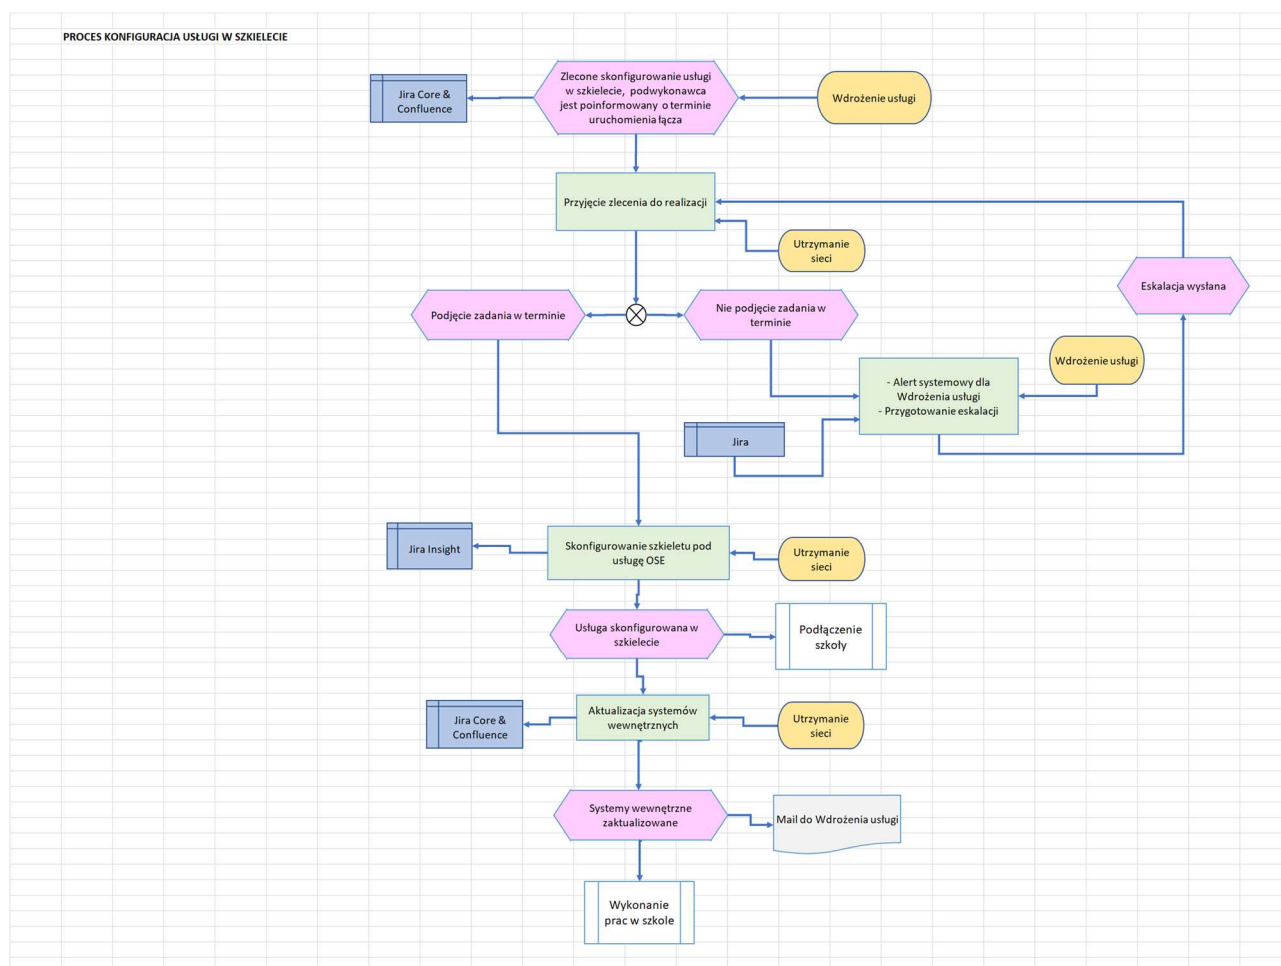 PROCES KONFIGURACJA USŁUGI W SZKIELECIE
Jira Core &
Confluence
Zlecone skonfigurowanie usługi
w szkielecie, podwykonawca
jest poinformowany o terminie
uruchomienia łącza
Wdrożenie usługi
Przyjęcie zlecenia do realizacji
Utrzymanie
sieci
Eskalacja wysłana
Podjęcie zadania w terminie
Nie podjęcie zadania w
terminie
Wdrożenie usługi
- Alert systemowy dla
Wdrożenia usługi
- Przygotowanie eskalacji
Jira
Jira Insight
Skonfigurowanie szkieletu pod
usługę OSE
Utrzymanie
sieci
Usługa skonfigurowana w
szkielecie
Podłączenie
szkoły
Jira Core &
Confluence
Aktualizacja systemów
wewnętrznych
Utrzymanie
sieci
Systemy wewnętrzne
zaktualizowane
Mail do Wdrożenia usługi
Wykonanie
prac w szkole